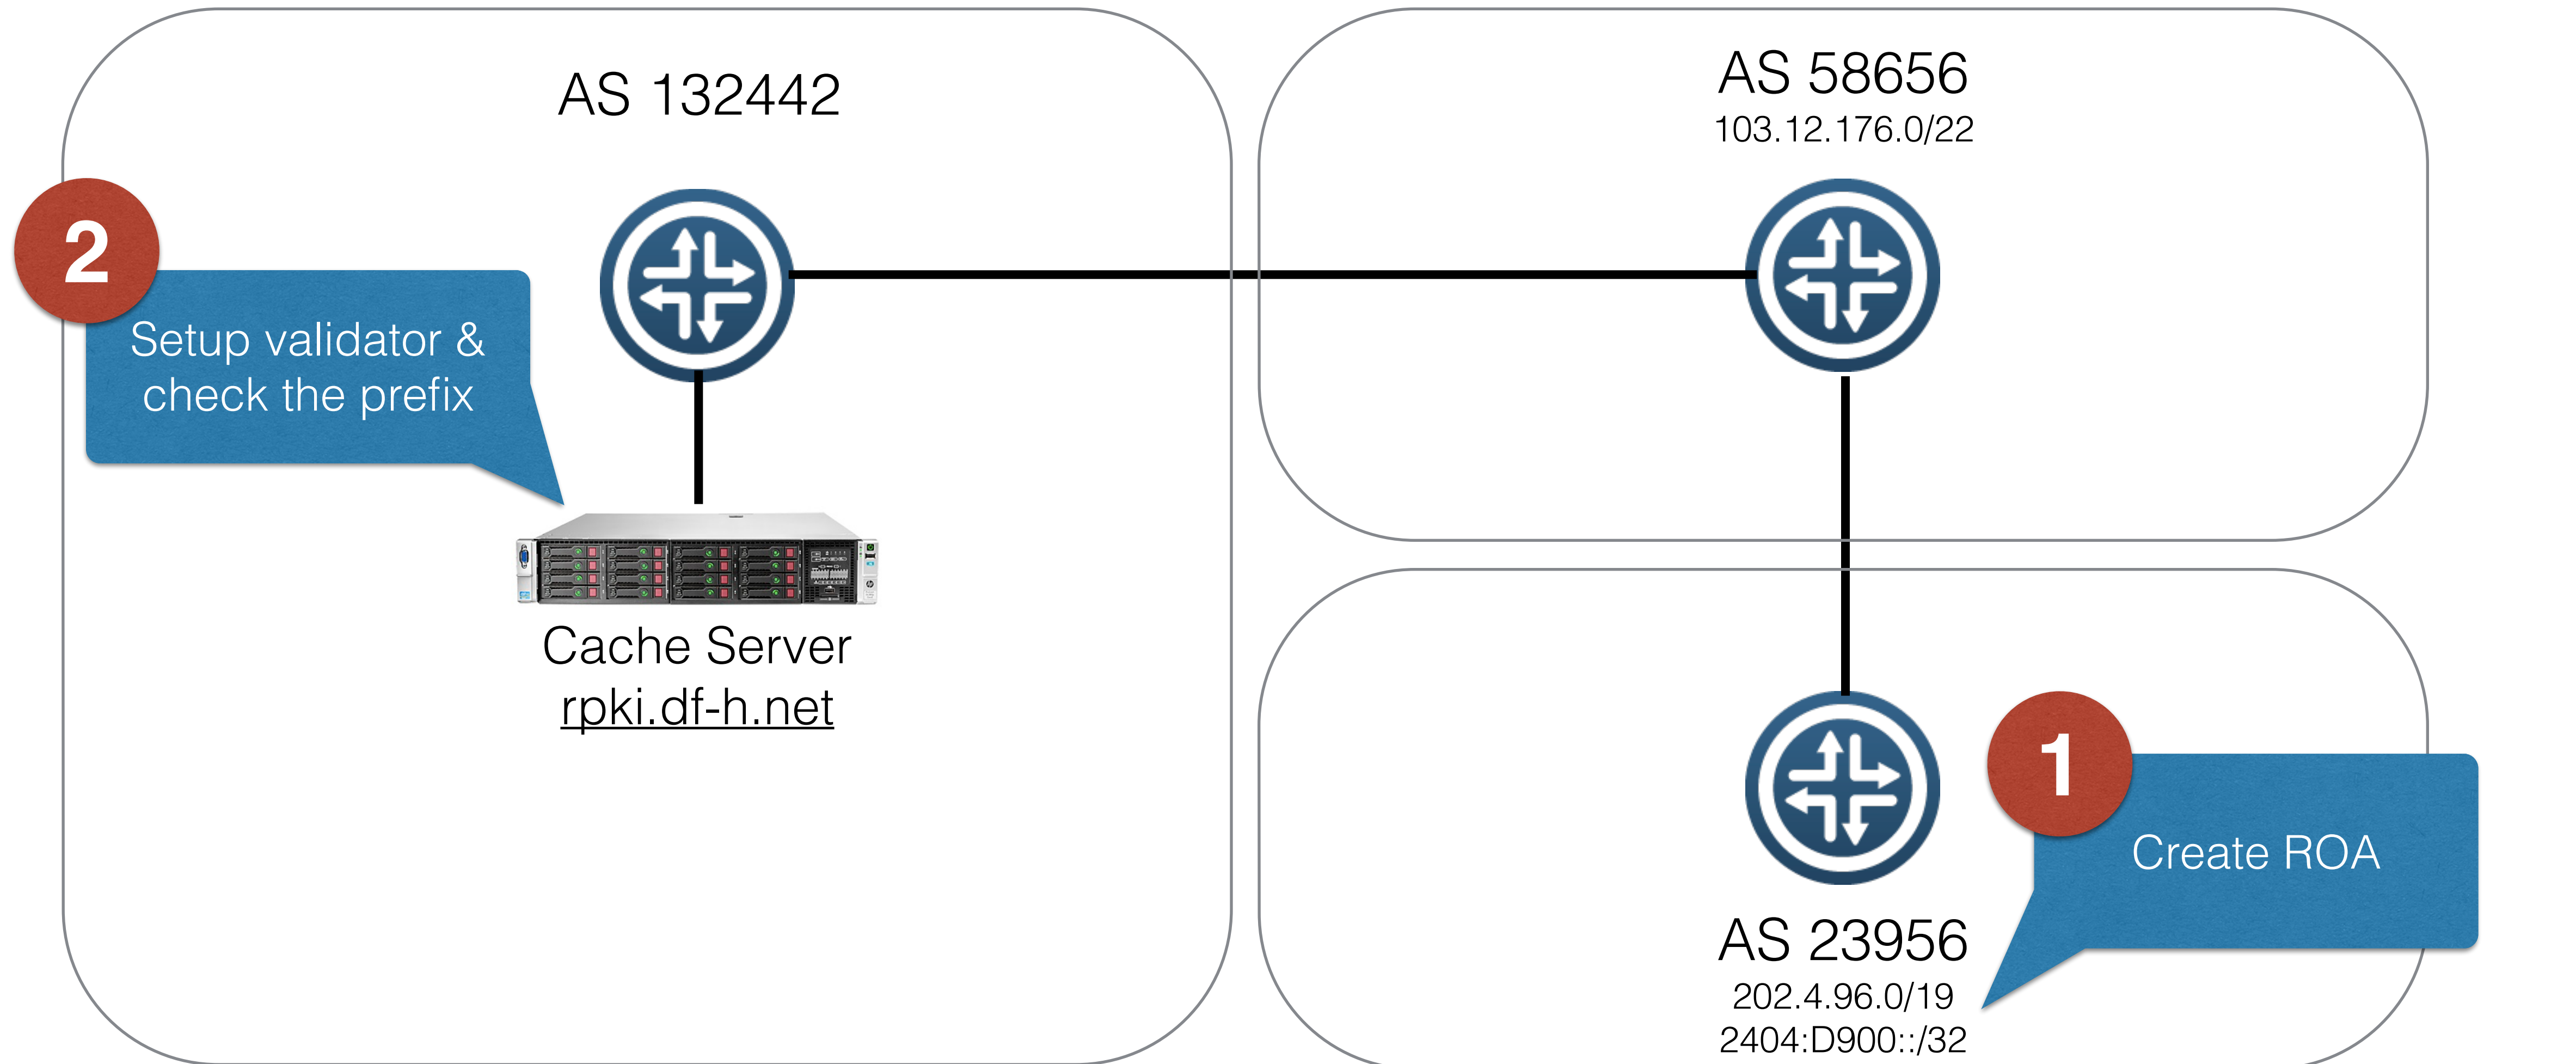 AS 132442
2
Setup validator &
check the prefix
Cache Server
rpki.df-h.net
AS 58656
103.12.176.0/22
1
Create ROA
AS 23956
202.4.96.0/19
2404:D900::/32